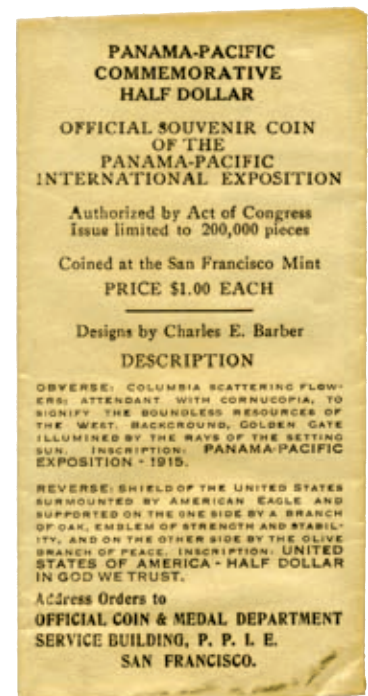 PANAMA-PACIFIC
COMMEMORATIVE
HALF DOLLAR
OFFICIAL SOUVENIR COIN
OF THE
PANAMA-PACIFIC
INTERNATIONAL EXPOSITION
Authorized by Act of Congress
Issue limited to 200,000 pieces
Coined at the San Francisco Mint
PRICE $1.00 EACH
Designs by Charles E. Barber
DESCRIPTION
OBVERSE: COLUMBIA SCATTERING FLOW-
ERS: ATTENDANT WITH CORNUCOPIA, TO
SIGNIFY THE BOUNDLESS RESOURCES OF
THE WEST. BACKGROUND, GOLDEN GATE
ILLUMINED BY THE RAYS OF THE SETTING
SUN. INSCRIPTION: PANAMA-PACIFIC
EXPOSITION - 1915.
REVERSE: SHIELD OF THE UNITED STATES
SURMOUNTED BY AMERICAN EAGLE AND
SUPPORTED ON THE ONE SIDE BY A BRANCH
OF OAK, EMBLEM OF STRENGTH AND STABIL-
ITY, AND ON THE OTHER SIDE BY THE OLIVE
BRANCH OF PEACE. INSCRIPTION: UNITED
STATES OF AMERICA - HALF DOLLAR
IN GOD WE TRUST.
Address Orders to
OFFICIAL COIN & MEDAL DEPARTMENT
SERVICE BUILDING, P. P. I. E.
SAN FRANCISCO.